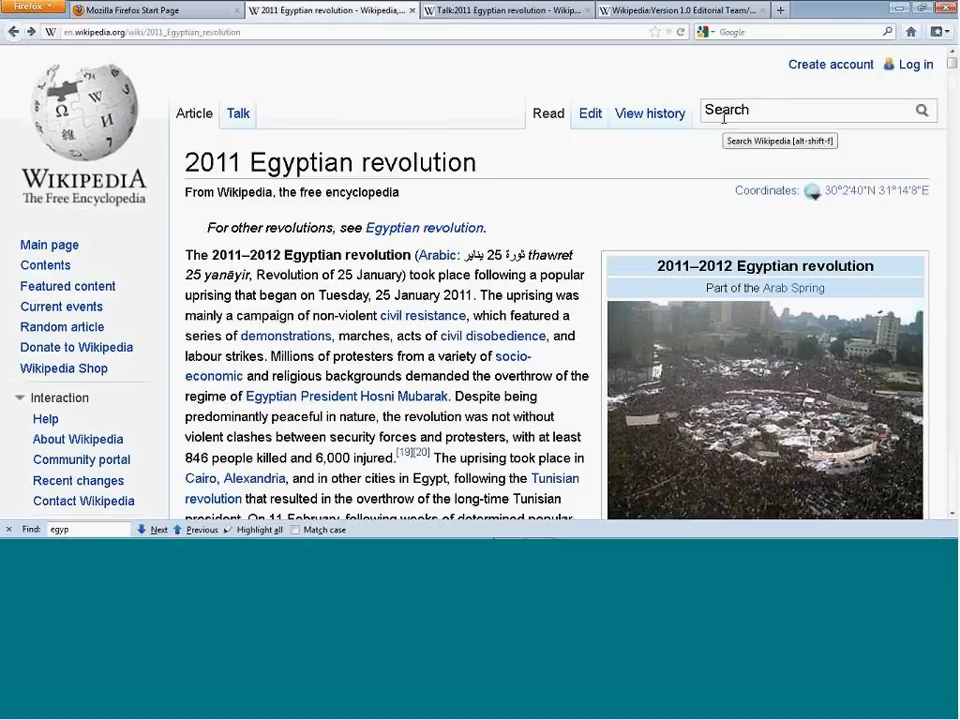 Firefox
Mozilla Firefox Start Page
2011 Egyptian revolution - Wikipedia,...
Talk:2011 Egyptian revolution - Wikip...
Wikipedia:Version 1.0 Editorial Team/...
en.wikipedia.org/wiki/2011_Egyptian_revolution
Google
Create account
Log in
Article
Talk
Read
Edit
View history
Search
Search Wikipedia [alt-shift-f]
WIKIPEDIA
The Free Encyclopedia
2011 Egyptian revolution
From Wikipedia, the free encyclopedia
Coordinates: 30°2′40″N 31°14′8″E
For other revolutions, see Egyptian revolution.
Main page
Contents
Featured content
Current events
Random article
Donate to Wikipedia
Wikipedia Shop
Interaction
Help
About Wikipedia
Community portal
Recent changes
Contact Wikipedia
The 2011–2012 Egyptian revolution (Arabic: ثورة 25 يناير thawret
25 yanāyir, Revolution of 25 January) took place following a popular
uprising that began on Tuesday, 25 January 2011. The uprising was
mainly a campaign of non-violent civil resistance, which featured a
series of demonstrations, marches, acts of civil disobedience, and
labour strikes. Millions of protesters from a variety of socio-
economic and religious backgrounds demanded the overthrow of the
regime of Egyptian President Hosni Mubarak. Despite being
predominantly peaceful in nature, the revolution was not without
violent clashes between security forces and protesters, with at least
846 people killed and 6,000 injured.[19][20] The uprising took place in
Cairo, Alexandria, and in other cities in Egypt, following the Tunisian
revolution that resulted in the overthrow of the long-time Tunisian
president. On 11 February, following weeks of determined popular
2011–2012 Egyptian revolution
Part of the Arab Spring
Find: egyp
Next
Previous
Highlight all
Match case